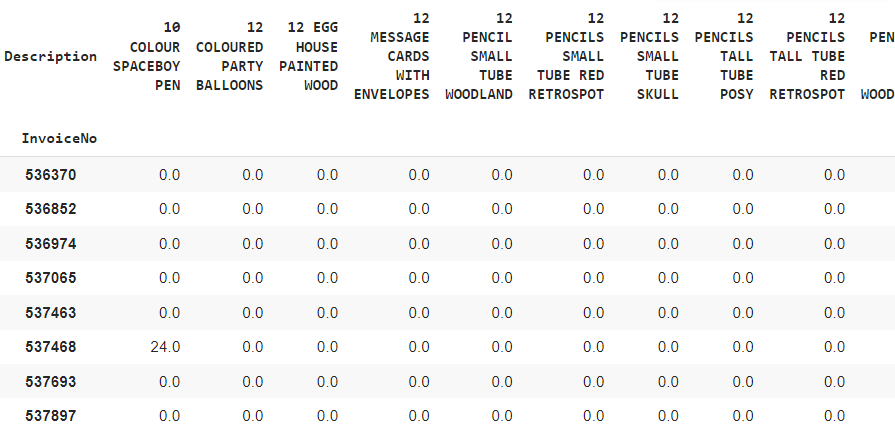 Description 10 COLOUR SPACEBOY PEN 12 COLOURED PARTY BALLOONS 12 EGG HOUSE PAINTED WOOD 12 MESSAGE CARDS WITH ENVELOPES 12 PENCIL SMALL TUBE WOODLAND 12 PENCILS SMALL TUBE RED RETROSPOT 12 PENCILS SMALL TUBE SKULL 12 PENCILS TALL TUBE POSY 12 PENCILS TALL TUBE RED RETROSPOT PEN WOOD
InvoiceNo
536370 0.0 0.0 0.0 0.0 0.0 0.0 0.0 0.0 0.0
536852 0.0 0.0 0.0 0.0 0.0 0.0 0.0 0.0 0.0
536974 0.0 0.0 0.0 0.0 0.0 0.0 0.0 0.0 0.0
537065 0.0 0.0 0.0 0.0 0.0 0.0 0.0 0.0 0.0
537463 0.0 0.0 0.0 0.0 0.0 0.0 0.0 0.0 0.0
537468 24.0 0.0 0.0 0.0 0.0 0.0 0.0 0.0 0.0
537693 0.0 0.0 0.0 0.0 0.0 0.0 0.0 0.0 0.0
537897 0.0 0.0 0.0 0.0 0.0 0.0 0.0 0.0 0.0